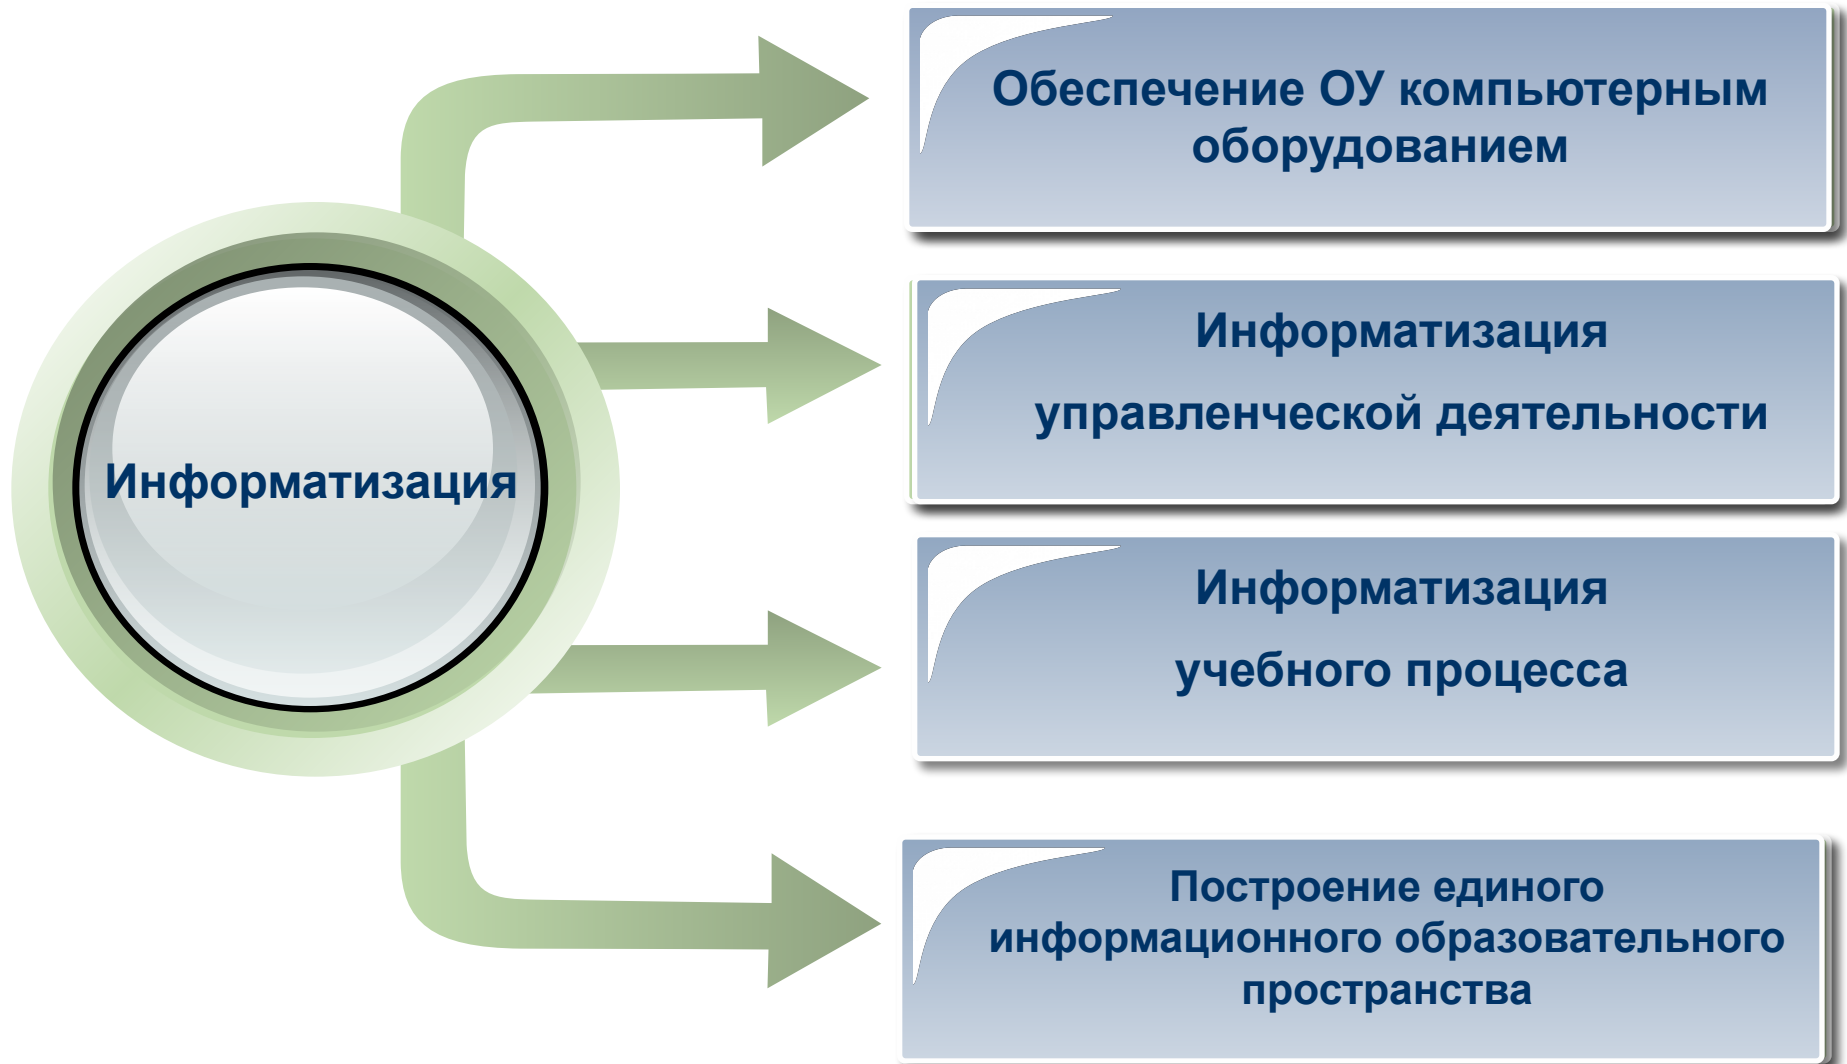 Обеспечение ОУ компьютерным
оборудованием
Информатизация
управленческой деятельности
Информатизация
Информатизация
учебного процесса
Построение единого
информационного образовательного
пространства